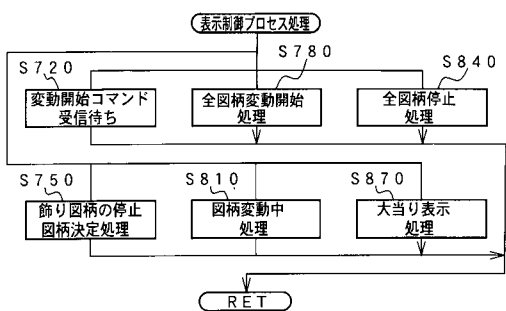 表示制御プロセス処理
S720
S780
S840
変動開始コマンド
受信待ち
全図柄変動開始
処理
全図柄停止
処理
S750
S810
S870
飾り図柄の停止
図柄決定処理
図柄変動中
処理
大当り表示
処理
RET